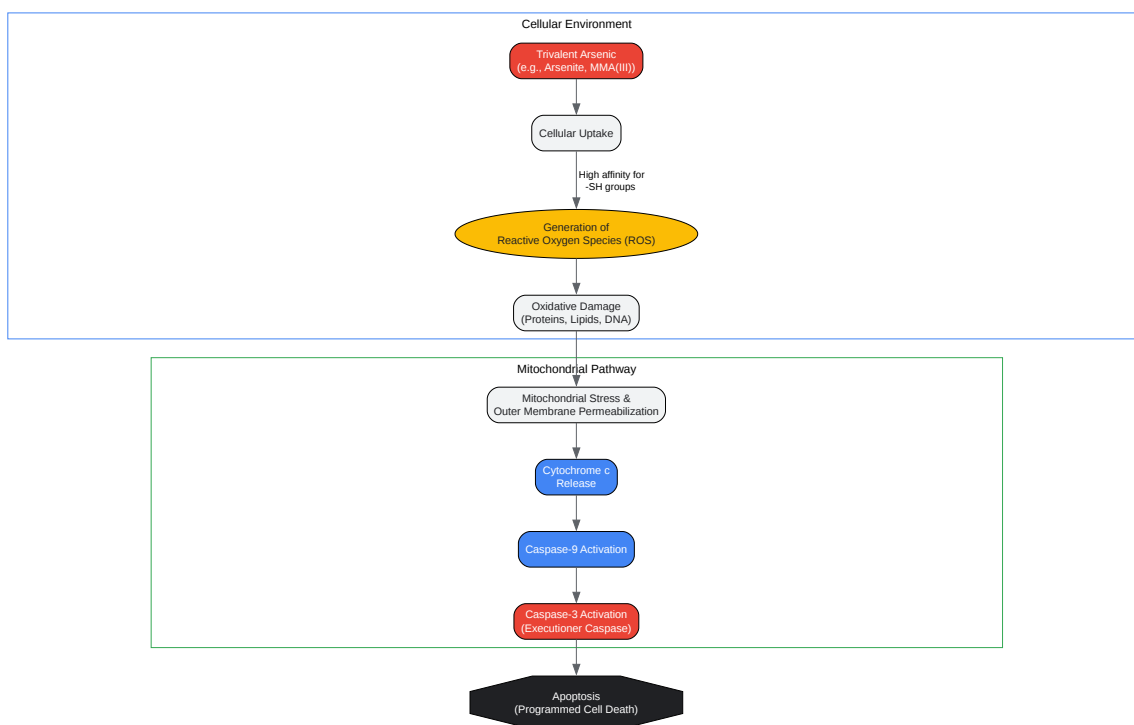 Cellular Environment
Trivalent Arsenic
(e.g., Arsenite, MMA(III))
Cellular Uptake
High affinity for
-SH groups
Generation of
Reactive Oxygen Species (ROS)
Oxidative Damage
(Proteins, Lipids, DNA)
Mitochondrial Pathway
Mitochondrial Stress &
Outer Membrane Permeabilization
Cytochrome c
Release
Caspase-9 Activation
Caspase-3 Activation
(Executioner Caspase)
Apoptosis
(Programmed Cell Death)